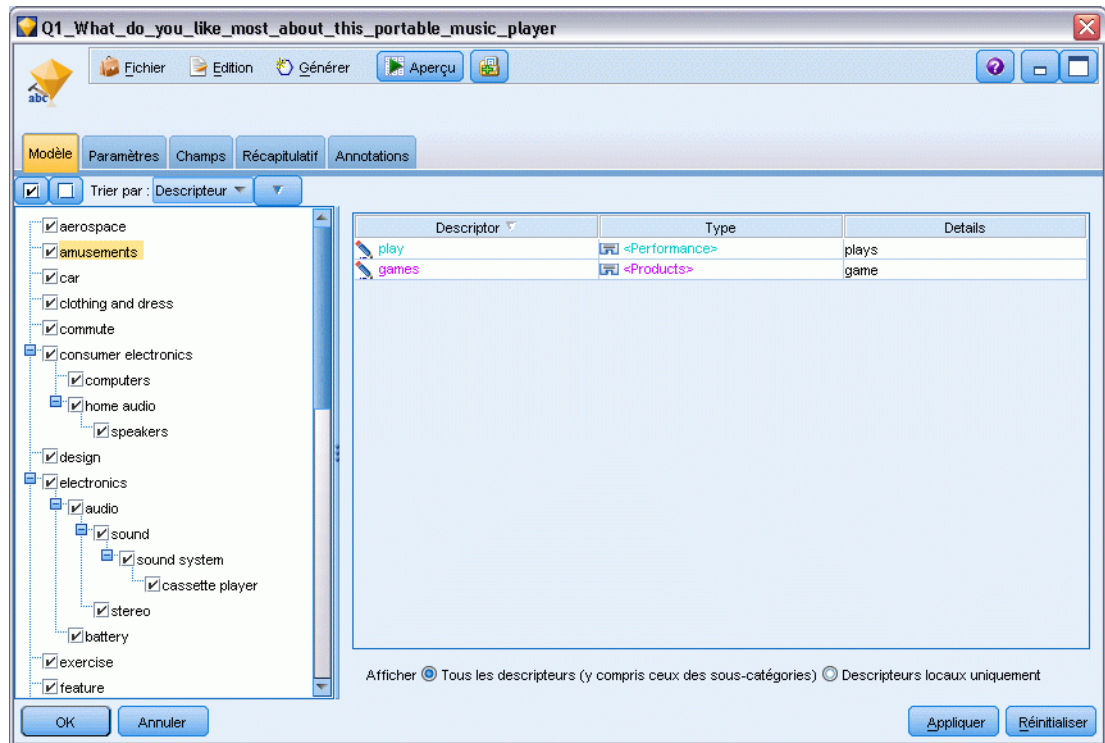 Q1_What_do_you_like_most_about_this_portable_music_player
abc
Fichier Edition Générer Aperçu
Modèle Paramètres Champs Récapitulatif Annotations
Trier par : Descripteur
aerospace
amusements
car
clothing and dress
commute
consumer electronics
computers
home audio
speakers
design
electronics
audio
sound
sound system
cassette player
stereo
battery
exercise
feature
Descriptor Type Details
play <Performance> plays
games <Products> game
Afficher Tous les descripteurs (y compris ceux des sous-catégories) Descripteurs locaux uniquement
OK Annuler Appliquer Réinitialiser